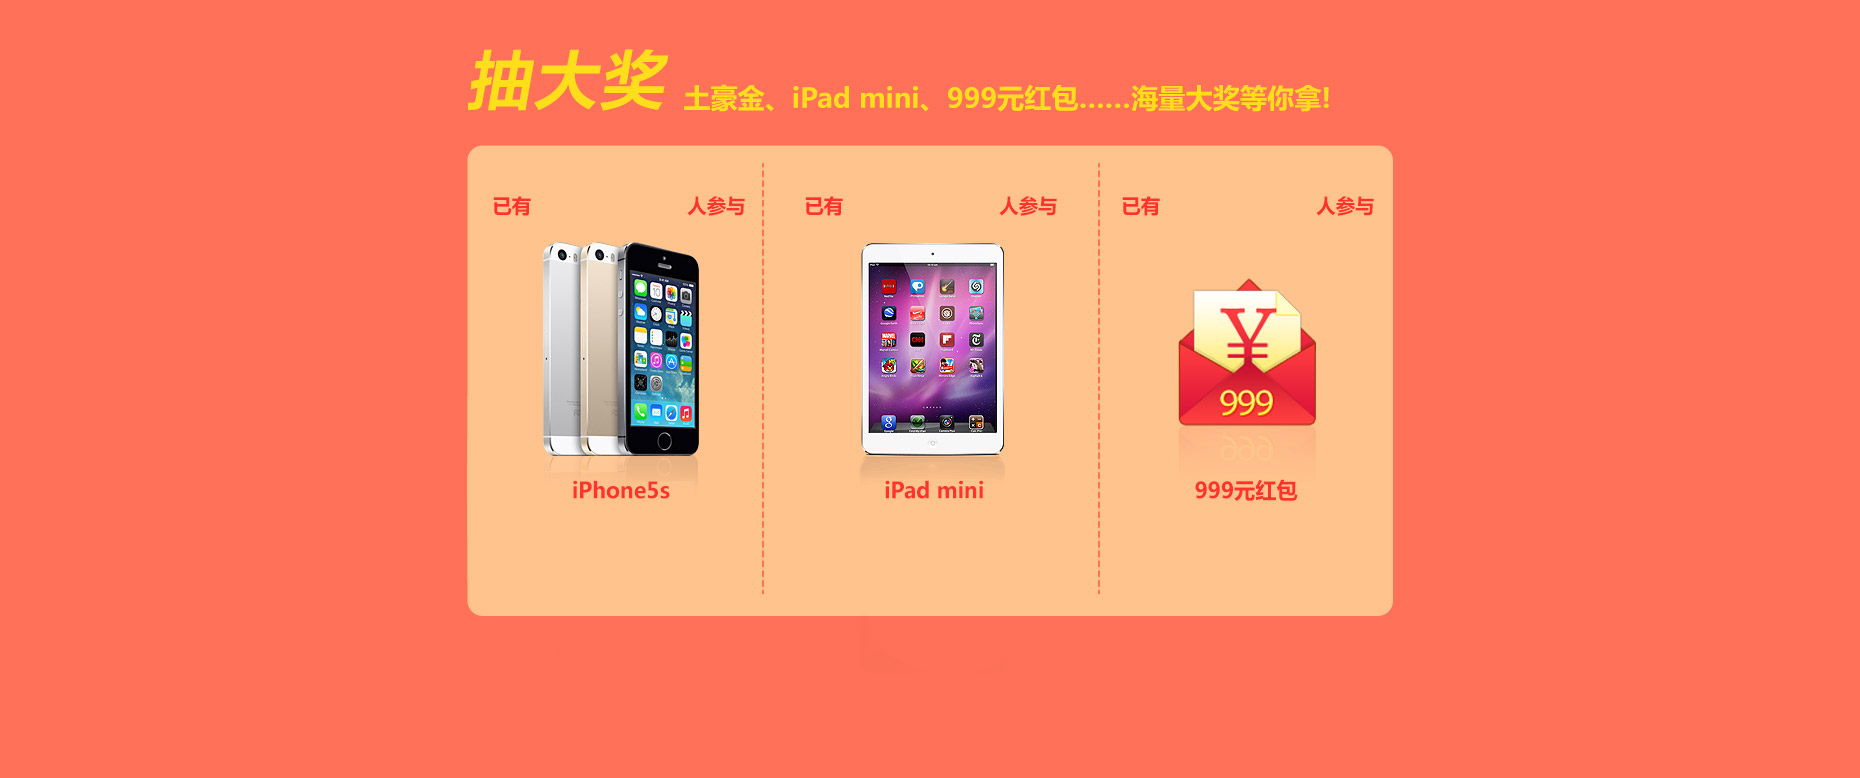 抽大奖 土豪金、iPad mini、999元红包......海量大奖等你拿!
已有 人参与
已有 人参与
已有 人参与
¥
999
iPhone5s
iPad mini
999元红包